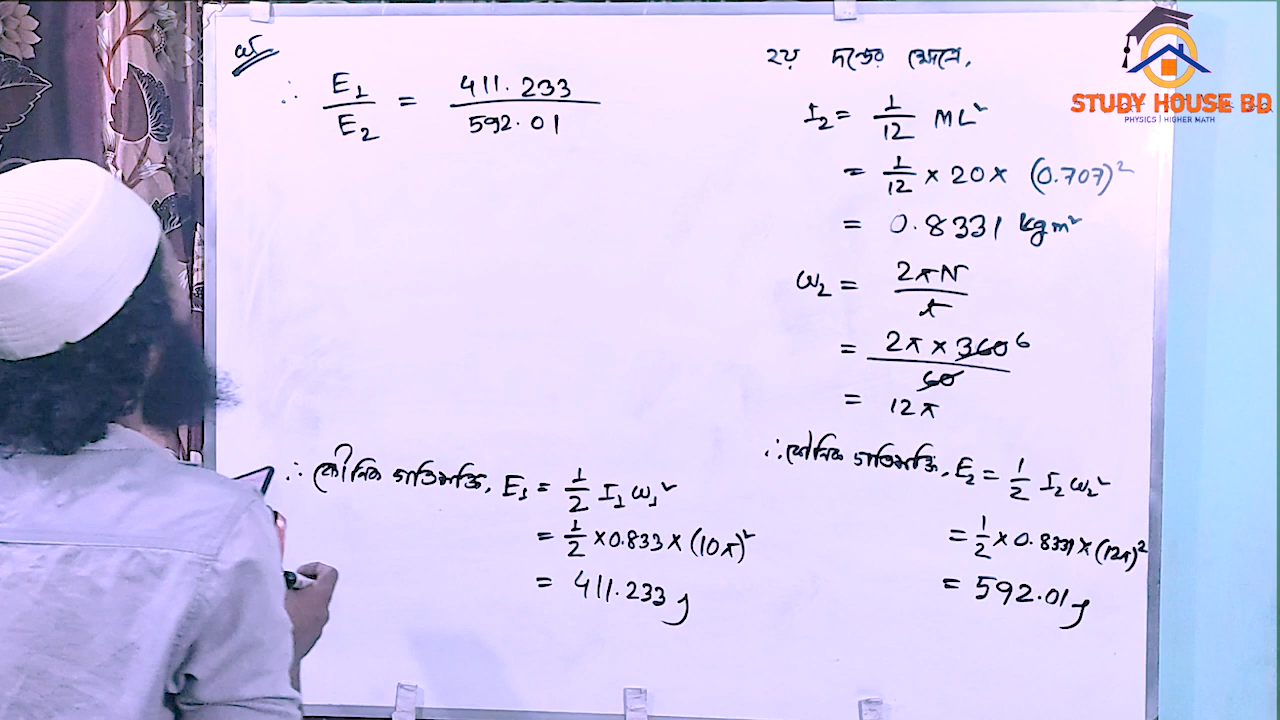 ∴ E₁/E₂ = 411.233/592.01
∴ কৌনিক গতিশক্তি, E₁ = 1/2 I₁ω₁²
= 1/2 × 0.833 × (10π)²
= 411.233 J
২য় দন্ডের ক্ষেত্রে,
I₂ = 1/12 ML²
= 1/12 × 20 × (0.707)²
= 0.8331 kgm²
ω₂ = 2πN/t
= 2π × 360 6/60
= 12π
∴ কৌনিক গতিশক্তি, E₂ = 1/2 I₂ω₂²
= 1/2 × 0.8331 × (12π)²
= 592.01 J
STUDY HOUSE BD
PHYSICS | HIGHER MATH